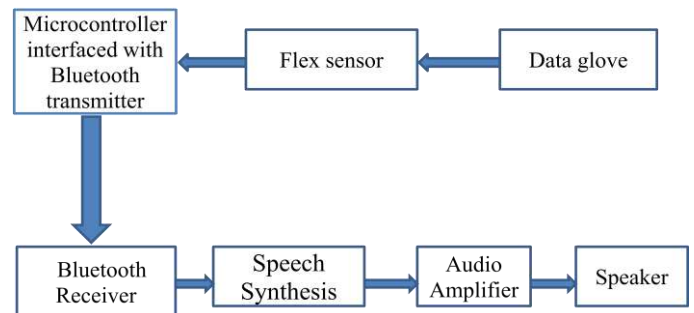 Microcontroller
interfaced with
Bluetooth
transmitter
Flex sensor
Data glove
Bluetooth
Receiver
Speech
Synthesis
Audio
Amplifier
Speaker